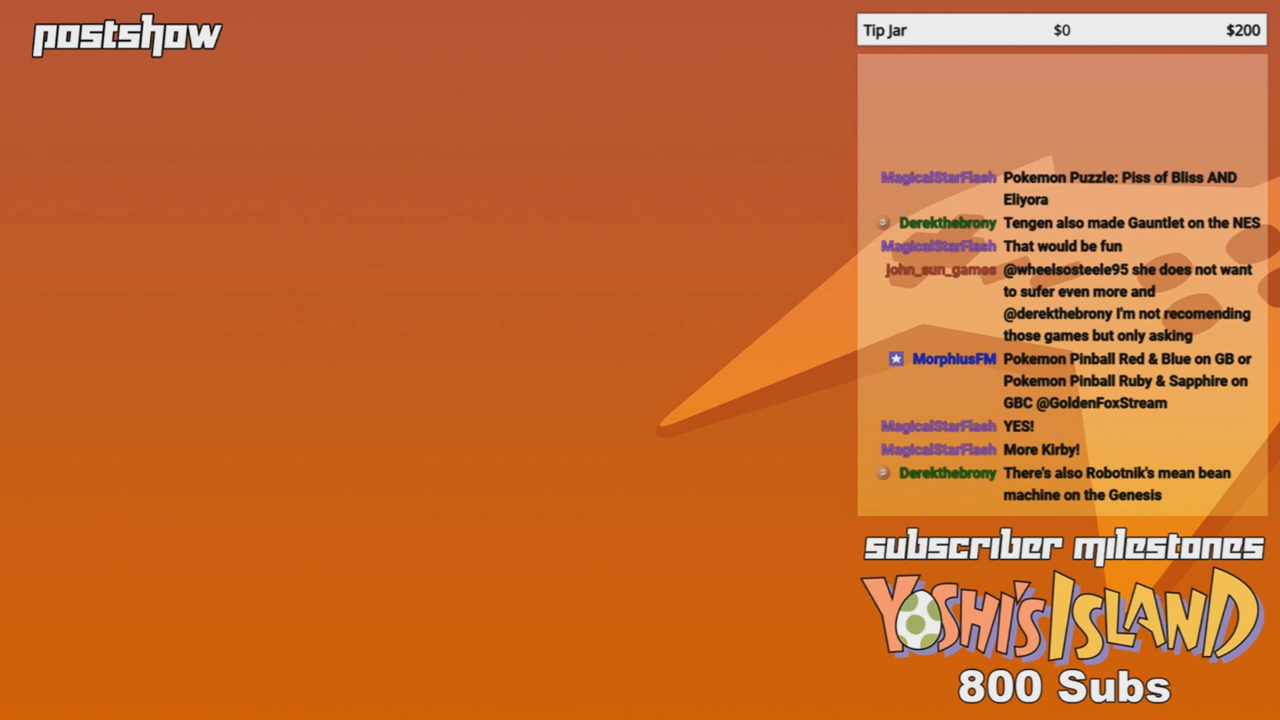 postshow
Tip Jar $0 $200
MagicalStarFlash Pokemon Puzzle: Piss of Bliss AND
Eliyora
Derekthebrony Tengen also made Gauntlet on the NES
MagicalStarFlash That would be fun
john_sun_games @wheelsosteele95 she does not want
to sufer even more and
@derekthebrony I'm not recomending
those games but only asking
MorphiusFM Pokemon Pinball Red & Blue on GB or
Pokemon Pinball Ruby & Sapphire on
GBC @GoldenFoxStream
MagicalStarFlash YES!
MagicalStarFlash More Kirby!
Derekthebrony There's also Robotnik's mean bean
machine on the Genesis
subscriber milestones
YOSHI'S ISLAND
800 Subs